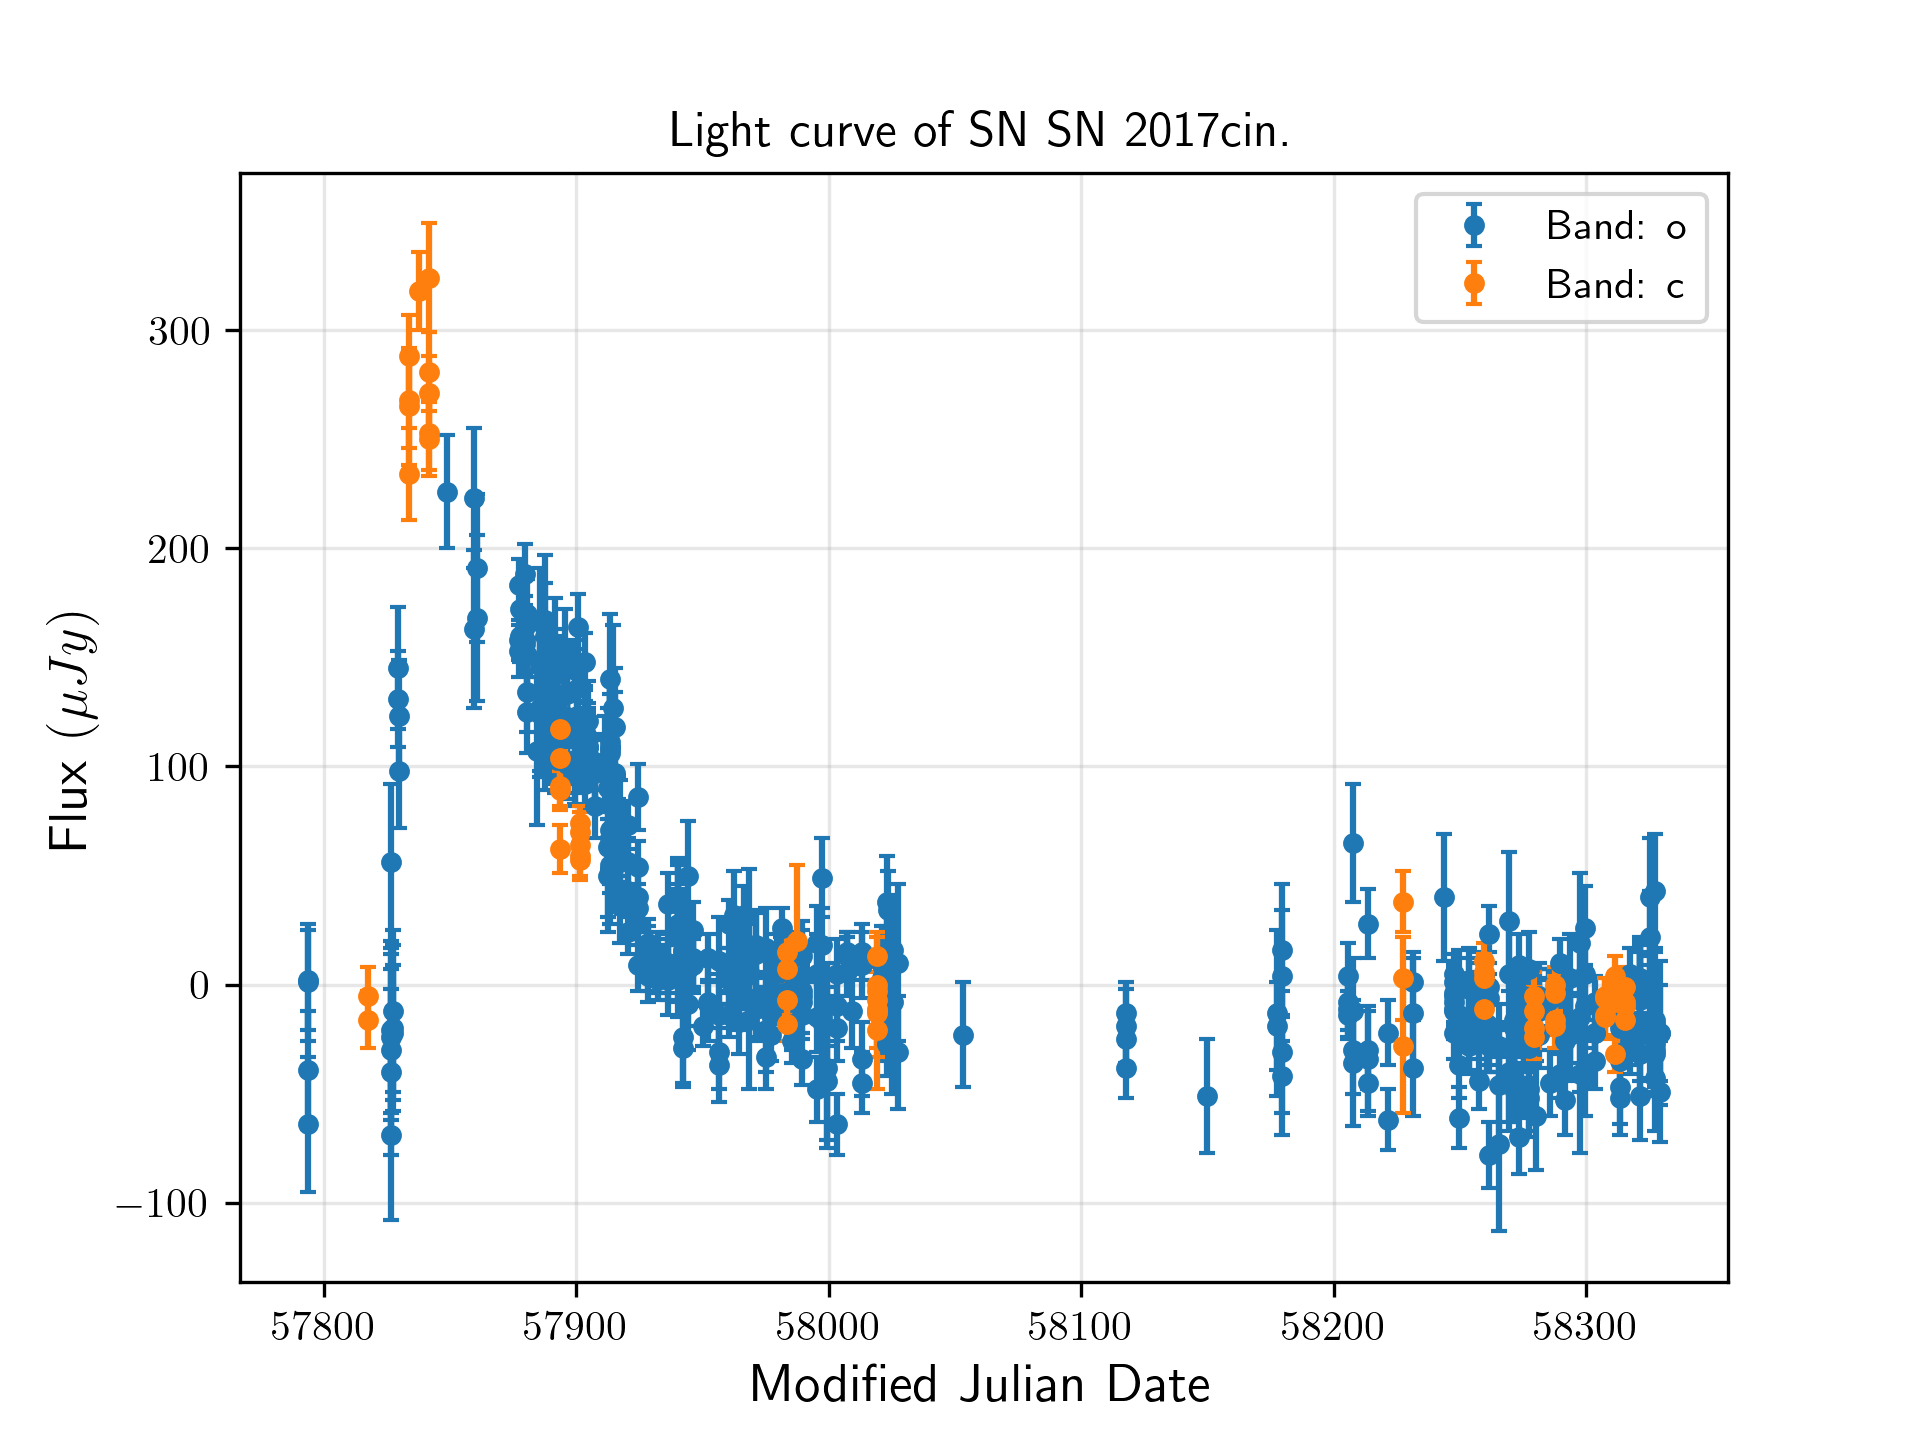 Light curve of SN SN 2017cin.
Band: o
Band: c
Flux (μJy)
300
200
100
0
−100
57800 57900 58000 58100 58200 58300
Modified Julian Date